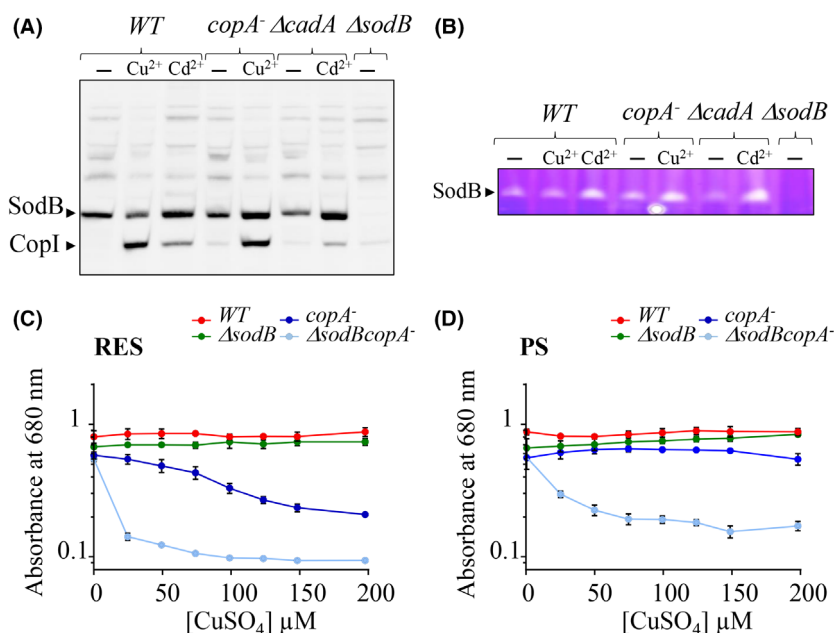 (A)
WT copA- ΔcadA ΔsodB
– Cu2+ Cd2+ – Cu2+ – Cd2+ –
SodB
CopI
(B)
WT copA- ΔcadA ΔsodB
– Cu2+ Cd2+ – Cu2+ – Cd2+ –
SodB
(C)
WT copA-
ΔsodB ΔsodBcopA-
RES
Absorbance at 680 nm
1
0.1
0 50 100 150 200
[CuSO4] μM
(D)
WT copA-
ΔsodB ΔsodBcopA-
PS
Absorbance at 680 nm
1
0.1
0 50 100 150 200
[CuSO4] μM